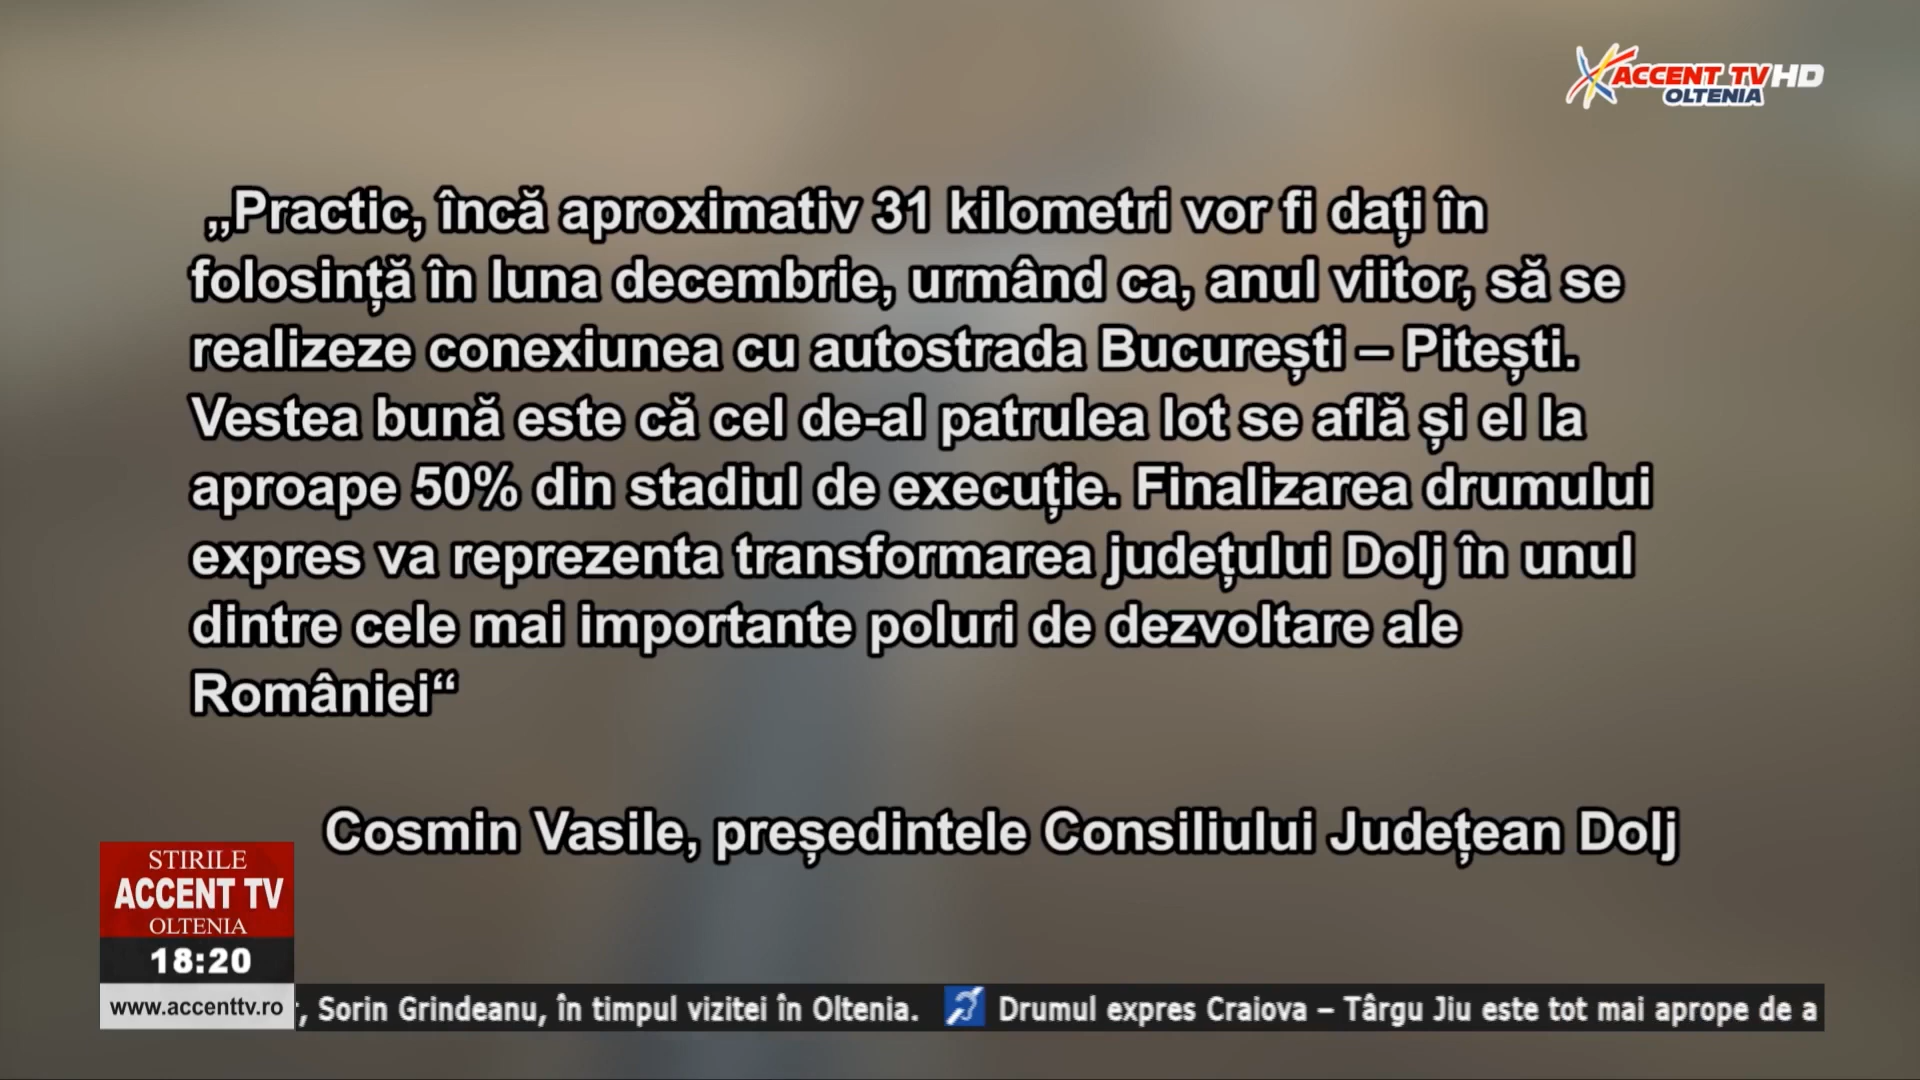 ACCENT TV HD
OLTENIA
„Practic, încă aproximativ 31 kilometri vor fi dați în
folosință în luna decembrie, urmând ca, anul viitor, să se
realizeze conexiunea cu autostrada București – Pitești.
Vestea bună este că cel de-al patrulea lot se află și el la
aproape 50% din stadiul de execuție. Finalizarea drumului
expres va reprezenta transformarea județului Dolj în unul
dintre cele mai importante poluri de dezvoltare ale
României“
Cosmin Vasile, președintele Consiliului Județean Dolj
STIRILE
ACCENT TV
OLTENIA
18:20
www.accenttv.ro
, Sorin Grindeanu, în timpul vizitei în Oltenia. Drumul expres Craiova – Târgu Jiu este tot mai aprope de a